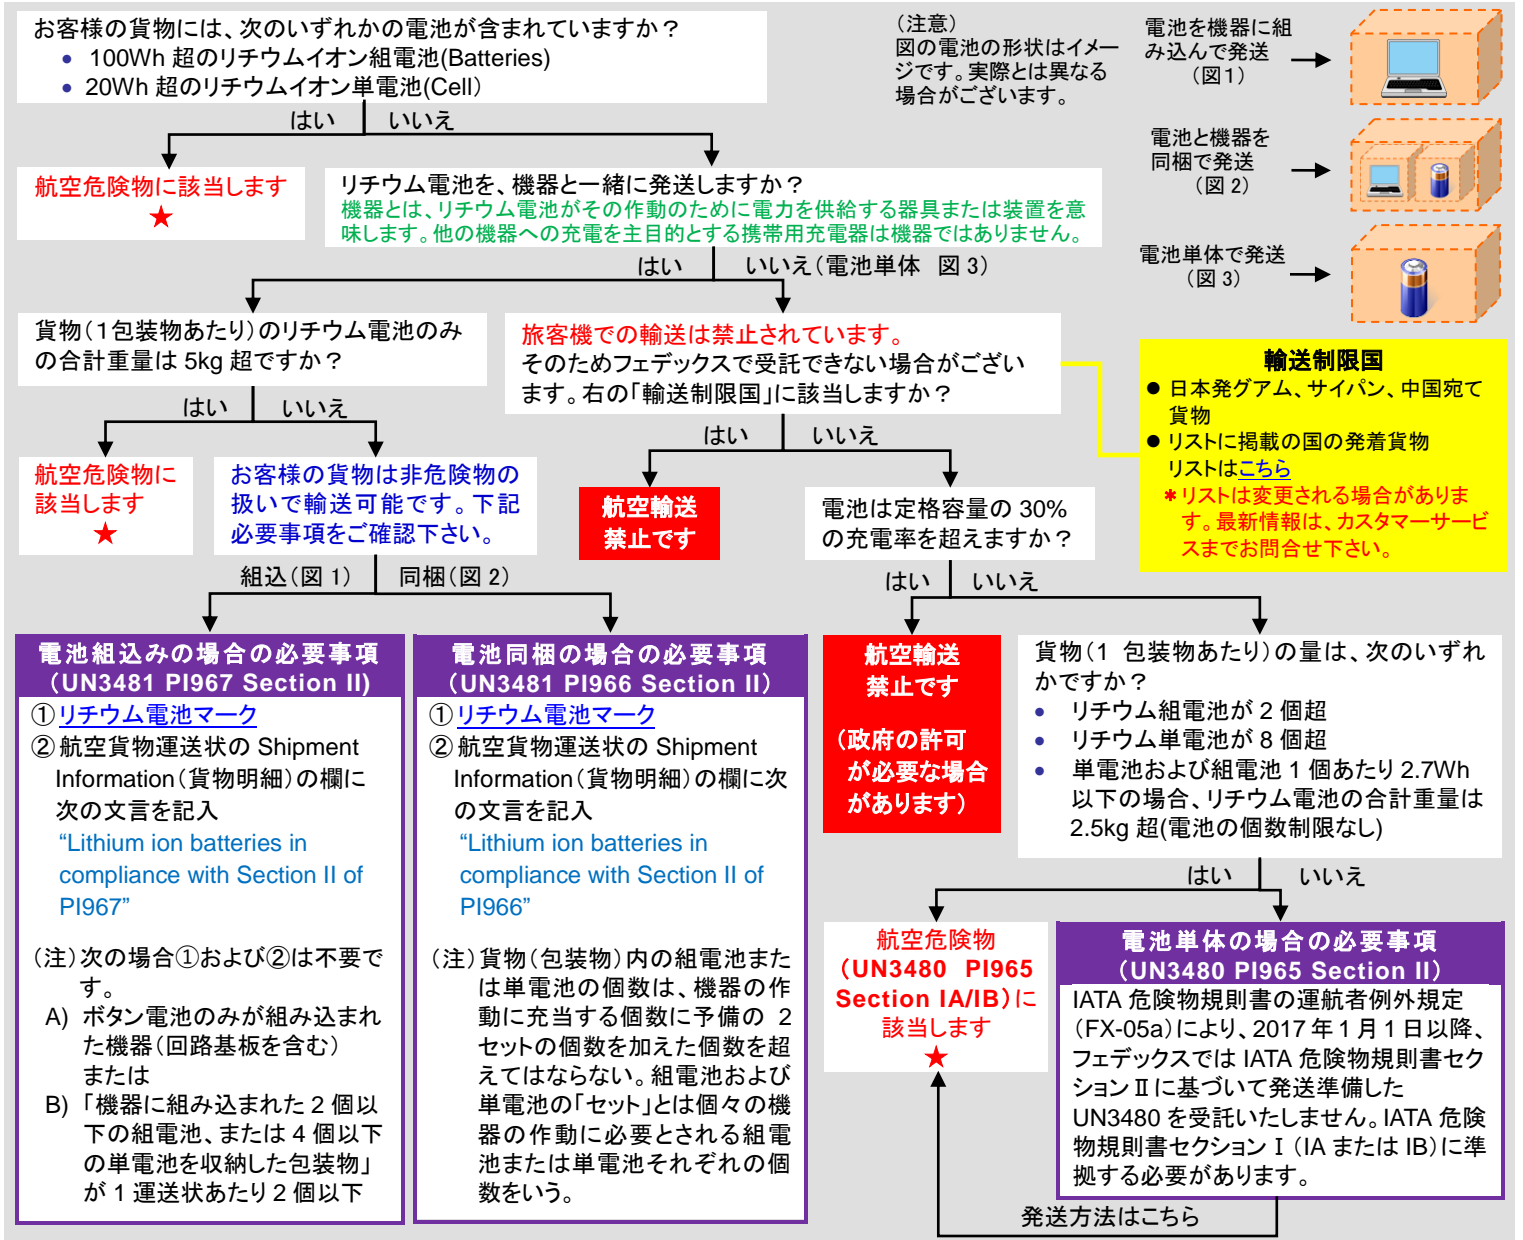 お客様の貨物には、次のいずれかの電池が含まれていますか？
• 100Wh 超のリチウムイオン組電池(Batteries)
• 20Wh 超のリチウムイオン単電池(Cell)
はい いいえ
航空危険物に該当します
★
リチウム電池を、機器と一緒に発送しますか？
機器とは、リチウム電池がその作動のために電力を供給する器具または装置を意
味します。他の機器への充電を主目的とする携帯用充電器は機器ではありません。
はい いいえ（電池単体 図 3）
（注意）
図の電池の形状はイメー
ジです。実際とは異なる
場合がございます。
電池を機器に組
み込んで発送
（図１）
電池と機器を
同梱で発送
（図 2）
電池単体で発送
（図 3）
貨物（１包装物あたり）のリチウム電池のみ
の合計重量は 5kg 超ですか？
はい いいえ
航空危険物に
該当します
★
お客様の貨物は非危険物の
扱いで輸送可能です。下記
必要事項をご確認下さい。
組込（図 1） 同梱（図 2）
旅客機での輸送は禁止されています。
そのためフェデックスで受託できない場合がござい
ます。右の「輸送制限国」に該当しますか？
はい いいえ
航空輸送
禁止です
電池は定格容量の 30%
の充電率を超えますか？
はい いいえ
輸送制限国
● 日本発グアム、サイパン、中国宛て
貨物
● リストに掲載の国の発着貨物
リストはこちら
＊リストは変更される場合がありま
す。最新情報は、カスタマーサービ
スまでお問合せ下さい。
電池組込みの場合の必要事項
（UN3481 PI967 Section II）
①リチウム電池マーク
②航空貨物運送状の Shipment
Information（貨物明細）の欄に
次の文言を記入
“Lithium ion batteries in
compliance with Section II of
PI967”
（注）次の場合①および②は不要で
す。
A) ボタン電池のみが組み込まれ
た機器（回路基板を含む）
または
B) 「機器に組み込まれた 2 個以
下の組電池、または 4 個以下
の単電池を収納した包装物」
が 1 運送状あたり 2 個以下
電池同梱の場合の必要事項
（UN3481 PI966 Section II）
①リチウム電池マーク
②航空貨物運送状の Shipment
Information（貨物明細）の欄に次
の文言を記入
“Lithium ion batteries in
compliance with Section II of
PI966”
（注）貨物（包装物）内の組電池また
は単電池の個数は、機器の作
動に充当する個数に予備の 2
セットの個数を加えた個数を超
えてはならない。組電池および
単電池の「セット」とは個々の機
器の作動に必要とされる組電
池または単電池それぞれの個
数をいう。
航空輸送
禁止です
（政府の許可
が必要な場合
があります）
貨物（1 包装物あたり）の量は、次のいずれ
かですか？
• リチウム組電池が 2 個超
• リチウム単電池が 8 個超
• 単電池および組電池 1 個あたり 2.7Wh
以下の場合、リチウム電池の合計重量は
2.5kg 超(電池の個数制限なし)
はい いいえ
航空危険物
（UN3480 PI965
Section IA/IB）に
該当します
★
電池単体の場合の必要事項
（UN3480 PI965 Section II）
IATA 危険物規則書の運航者例外規定
（FX-05a）により、2017 年 1 月 1 日以降、
フェデックスでは IATA 危険物規則書セク
ションⅡに基づいて発送準備した
UN3480 を受託いたしません。IATA 危険
物規則書セクション I （IA または IB）に準
拠する必要があります。
発送方法はこちら